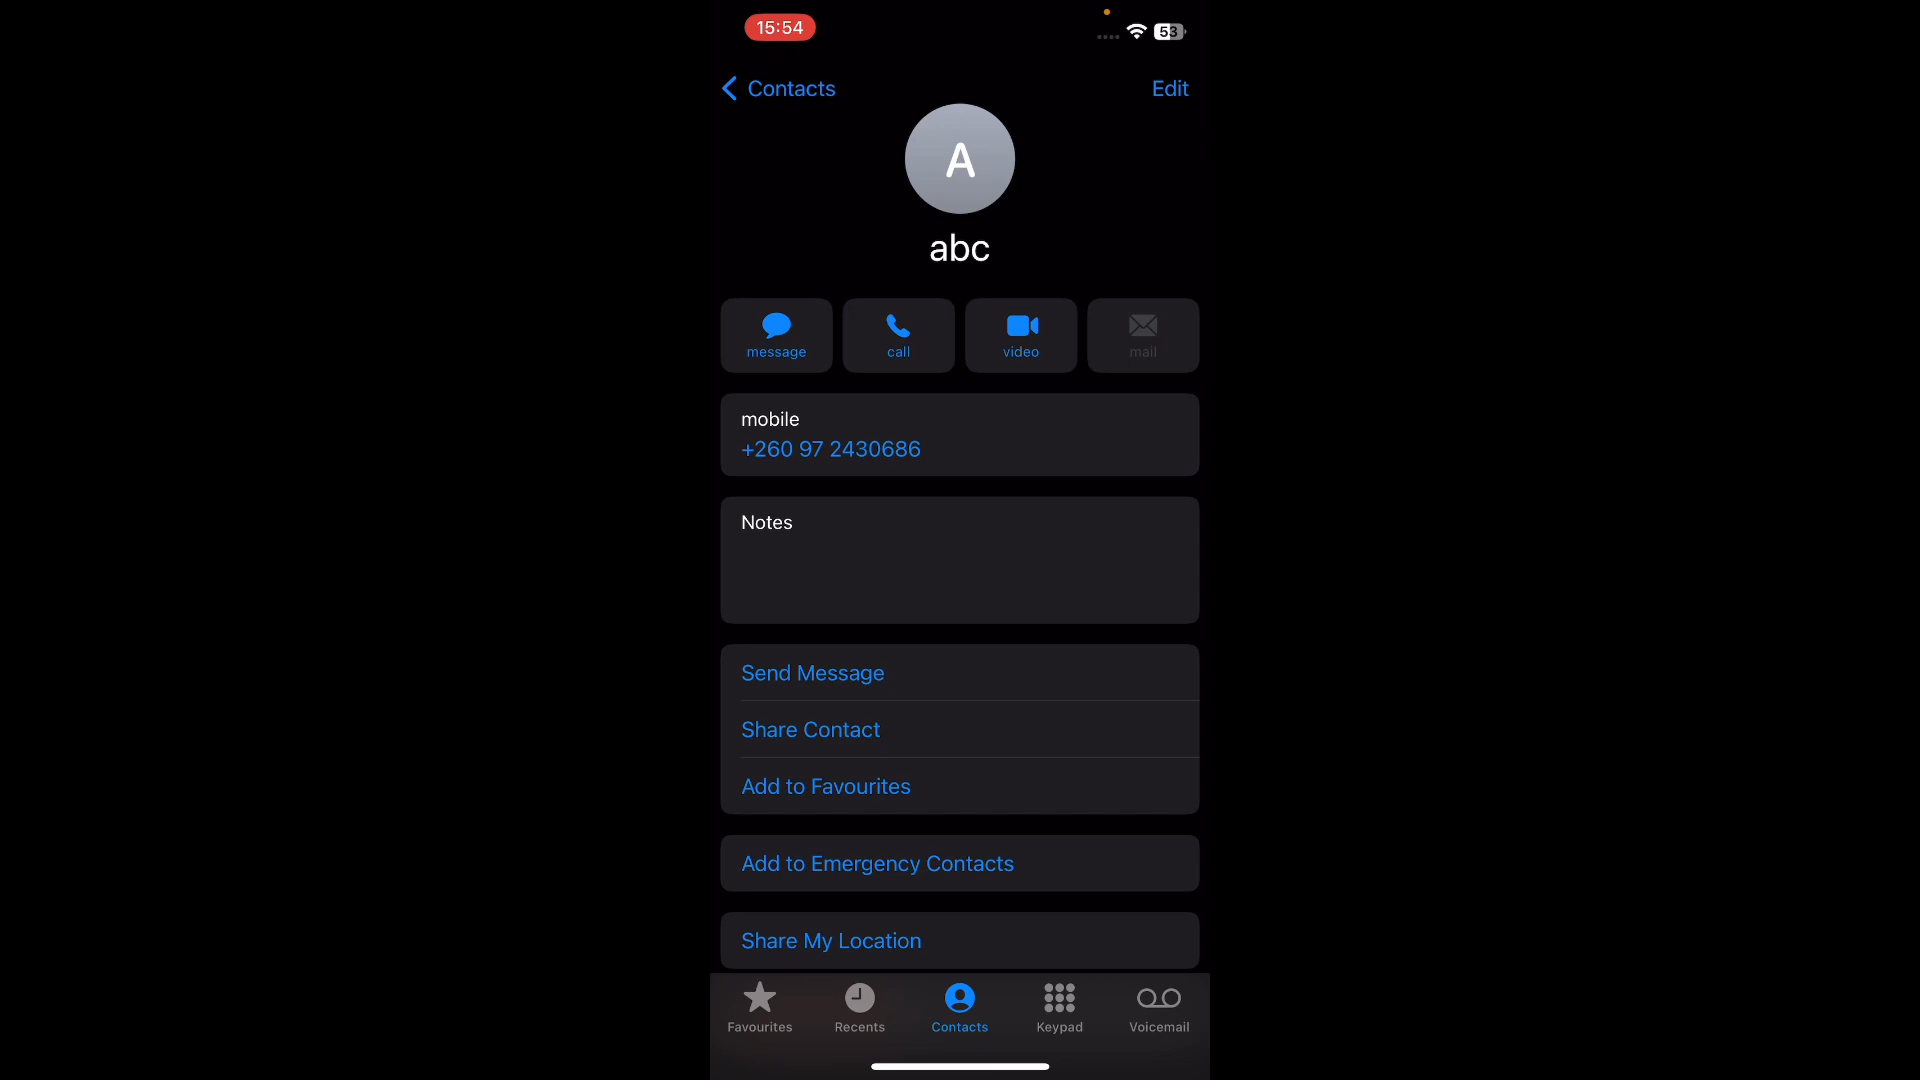 15:54
53
Contacts
Edit
A
abc
message
call
video
mail
mobile
+260 97 2430686
Notes
Send Message
Share Contact
Add to Favourites
Add to Emergency Contacts
Share My Location
Favourites
Recents
Contacts
Keypad
Voicemail